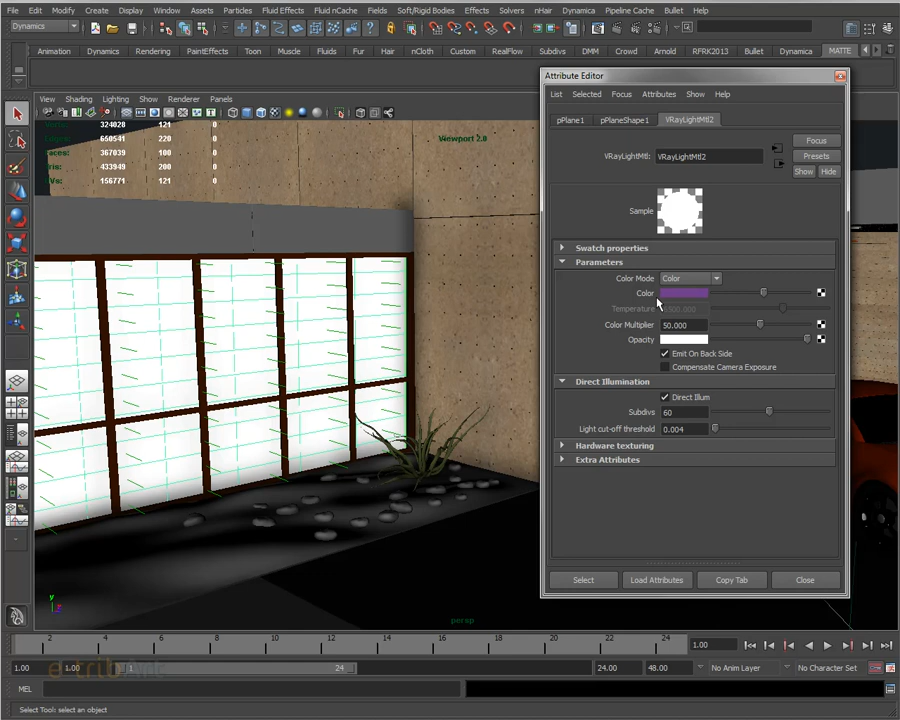 File Edit Modify Create Display Window Assets Particles Fluid Effects Fluid nCache Fields Soft/Rigid Bodies Effects Solvers nHair Dynamica Pipeline Cache Bullet Help
Dynamics
Animation Dynamics Rendering PaintEffects Toon Muscle Fluids Fur Hair nCloth Custom RealFlow Subdivs DMM Crowd Arnold RFRK2013 Bullet Dynamica MATTE
Attribute Editor
List Selected Focus Attributes Show Help
View Shading Lighting Show Renderer Panels
pPlane1 pPlaneShape1 VRayLightMtl2
324028 121 0
650541 220 0
Faces: 367039 100 0
Tris: 433949 200 0
156771 121 0
Viewport 2.0
Focus
VRayLightMtl: VRayLightMtl2
Presets
Show Hide
Sample
Swatch properties
Parameters
Color Mode Color
Color
Temperature 6500.000
Color Multiplier 50.000
Opacity
Emit On Back Side
Compensate Camera Exposure
Direct Illumination
Direct Illum
Subdivs 60
Light cut-off threshold 0.004
Hardware texturing
Extra Attributes
Select Load Attributes Copy Tab Close
y
persp
2 4 6 8 10 12 14 16 18 20 22 24 1.00
1.00 1.00 1 24 24.00 48.00 No Anim Layer No Character Set
MEL
Select Tool: select an object